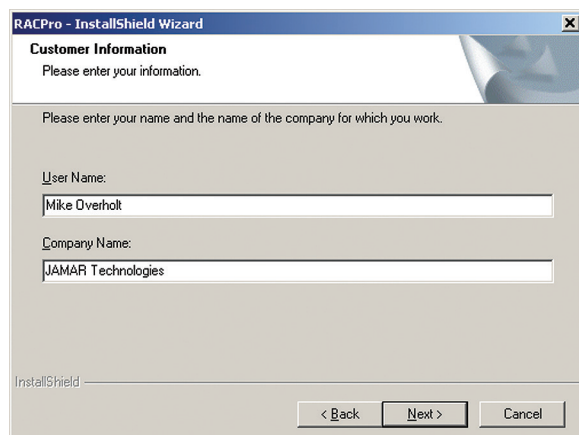 RACPro - InstallShield Wizard
Customer Information
Please enter your information.
Please enter your name and the name of the company for which you work.
User Name:
Mike Overholt
Company Name:
JAMAR Technologies
InstallShield
< Back Next > Cancel